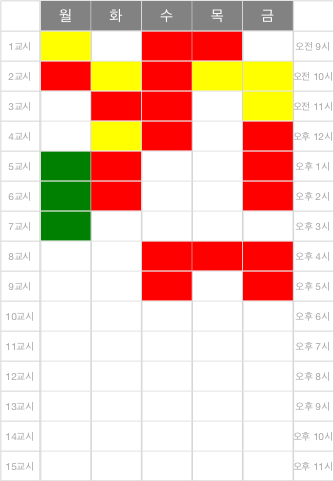 월 화 수 목 금
1교시 오전 9시
2교시 오전 10시
3교시 오전 11시
4교시 오후 12시
5교시 오후 1시
6교시 오후 2시
7교시 오후 3시
8교시 오후 4시
9교시 오후 5시
10교시 오후 6시
11교시 오후 7시
12교시 오후 8시
13교시 오후 9시
14교시 오후 10시
15교시 오후 11시